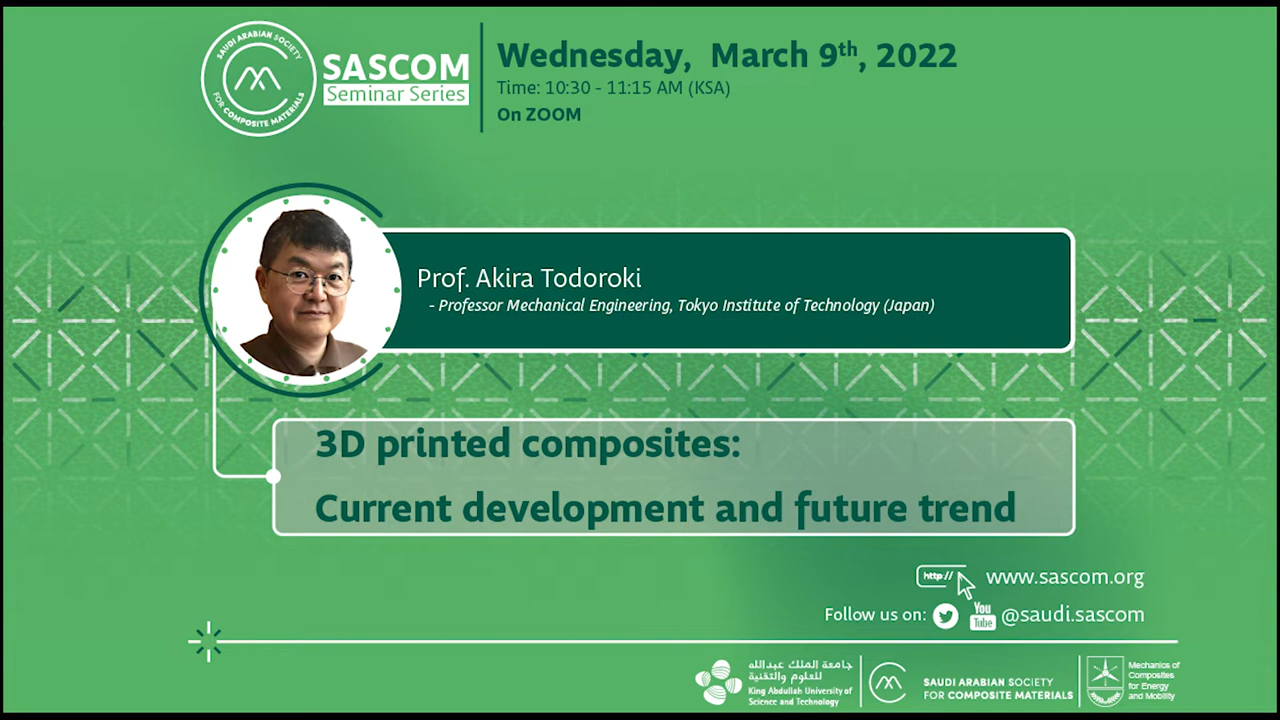 SAUDI ARABIAN SOCIETY
FOR COMPOSITE MATERIALS
SASCOM
Seminar Series
Wednesday, March 9th, 2022
Time: 10:30 - 11:15 AM (KSA)
On ZOOM
Prof. Akira Todoroki
- Professor Mechanical Engineering, Tokyo Institute of Technology (Japan)
3D printed composites:
Current development and future trend
http://
www.sascom.org
Follow us on:
You
Tube
@saudi.sascom
جامعة الملك عبدالله
للعلوم والتقنية
King Abdullah University of
Science and Technology
SAUDI ARABIAN SOCIETY
FOR COMPOSITE MATERIALS
Mechanics of
Composites
for Energy
and Mobility